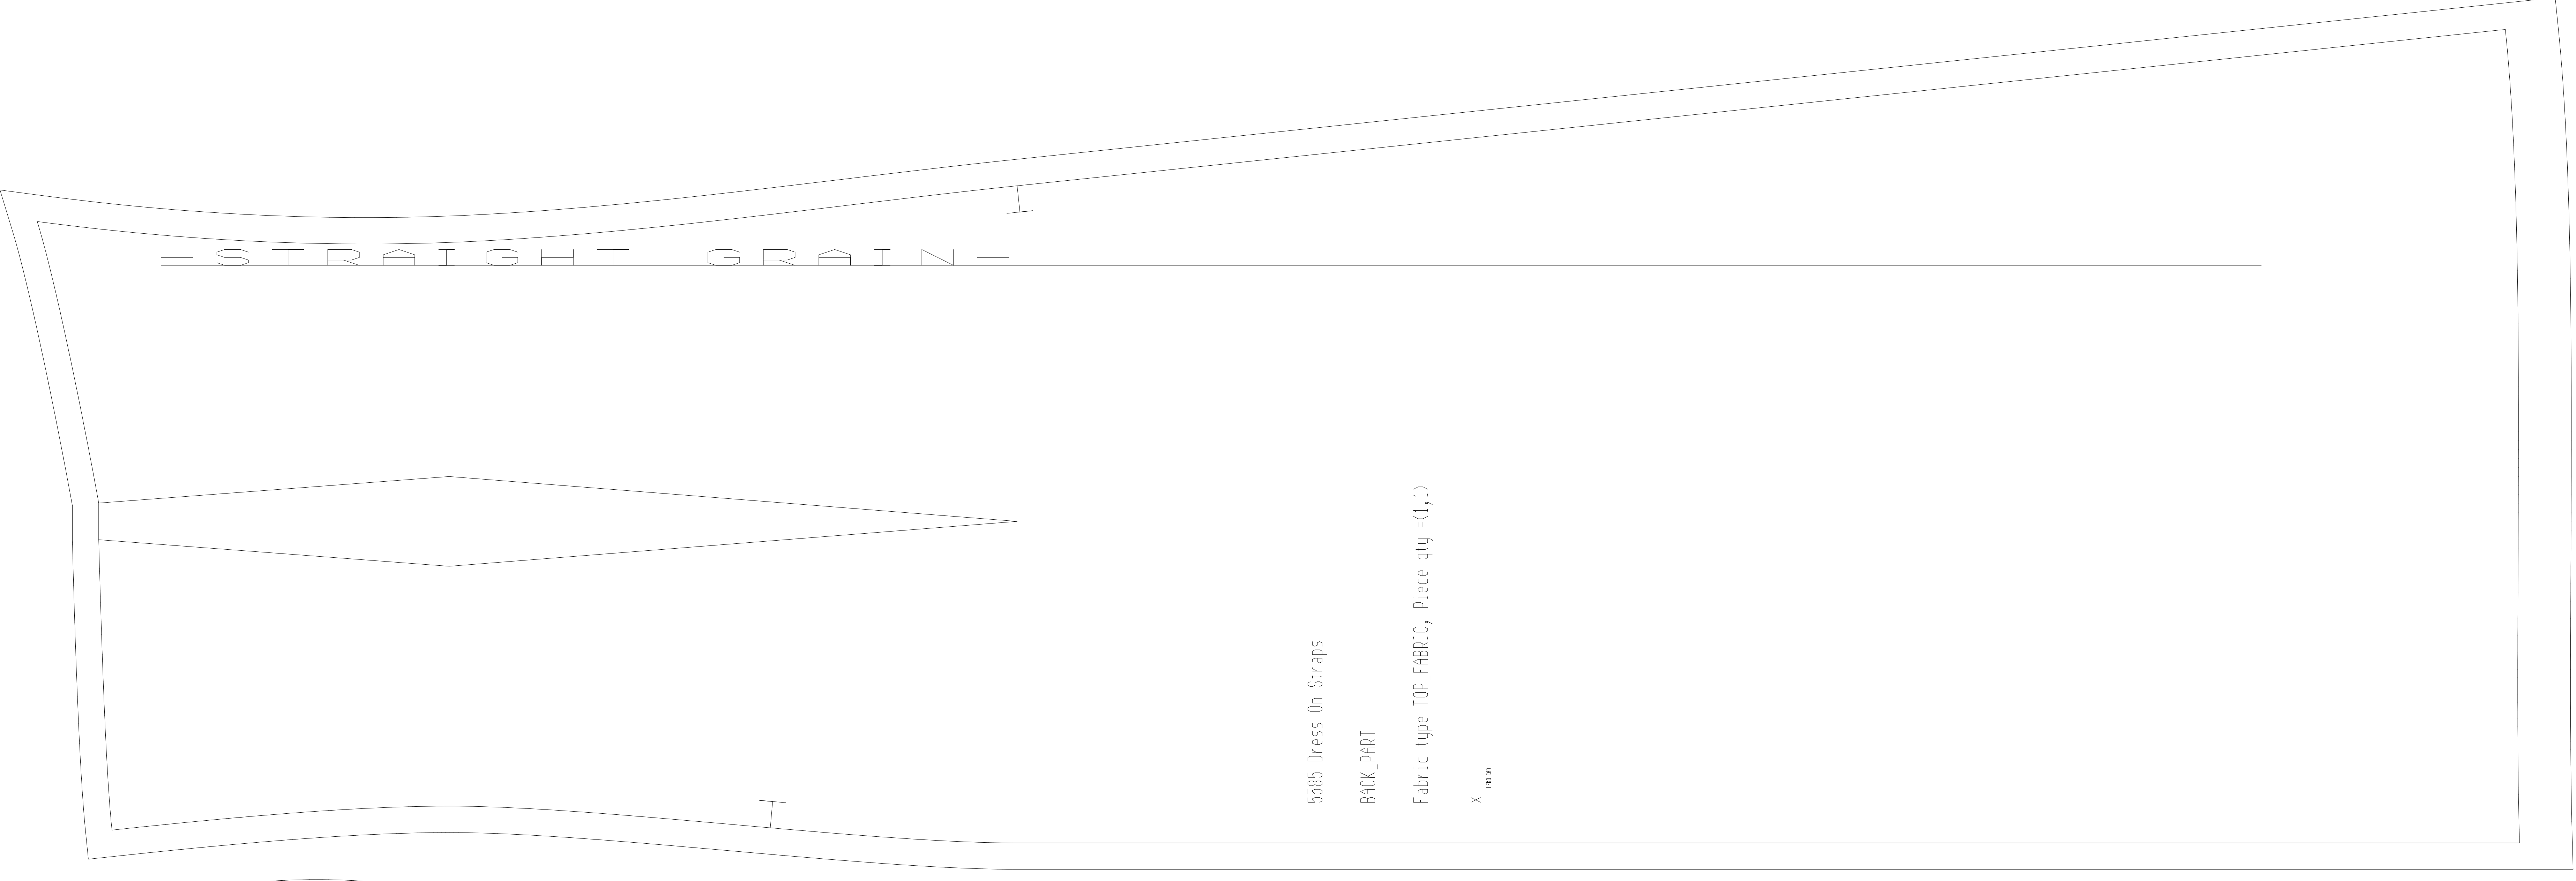 -STRAIGHT GRAIN-
5585 Dress On Straps
BACK_PART
Fabric type TOP_FABRIC, Piece qty =(1,1)